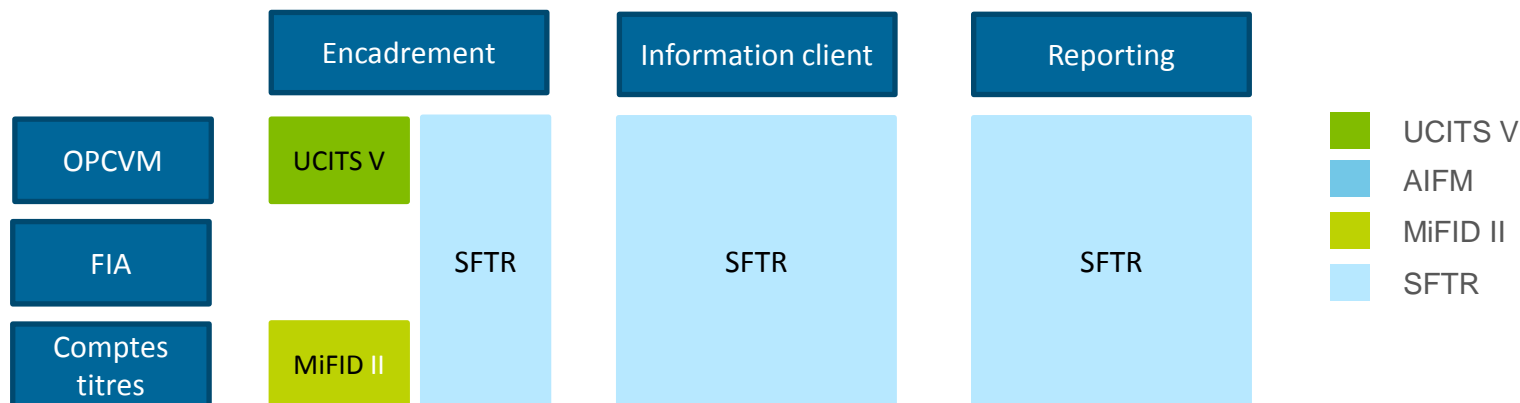 Encadrement
Information client
Reporting
OPCVM
UCITS V
SFTR
SFTR
SFTR
FIA
Comptes
titres
MiFID II
UCITS V
AIFM
MiFID II
SFTR